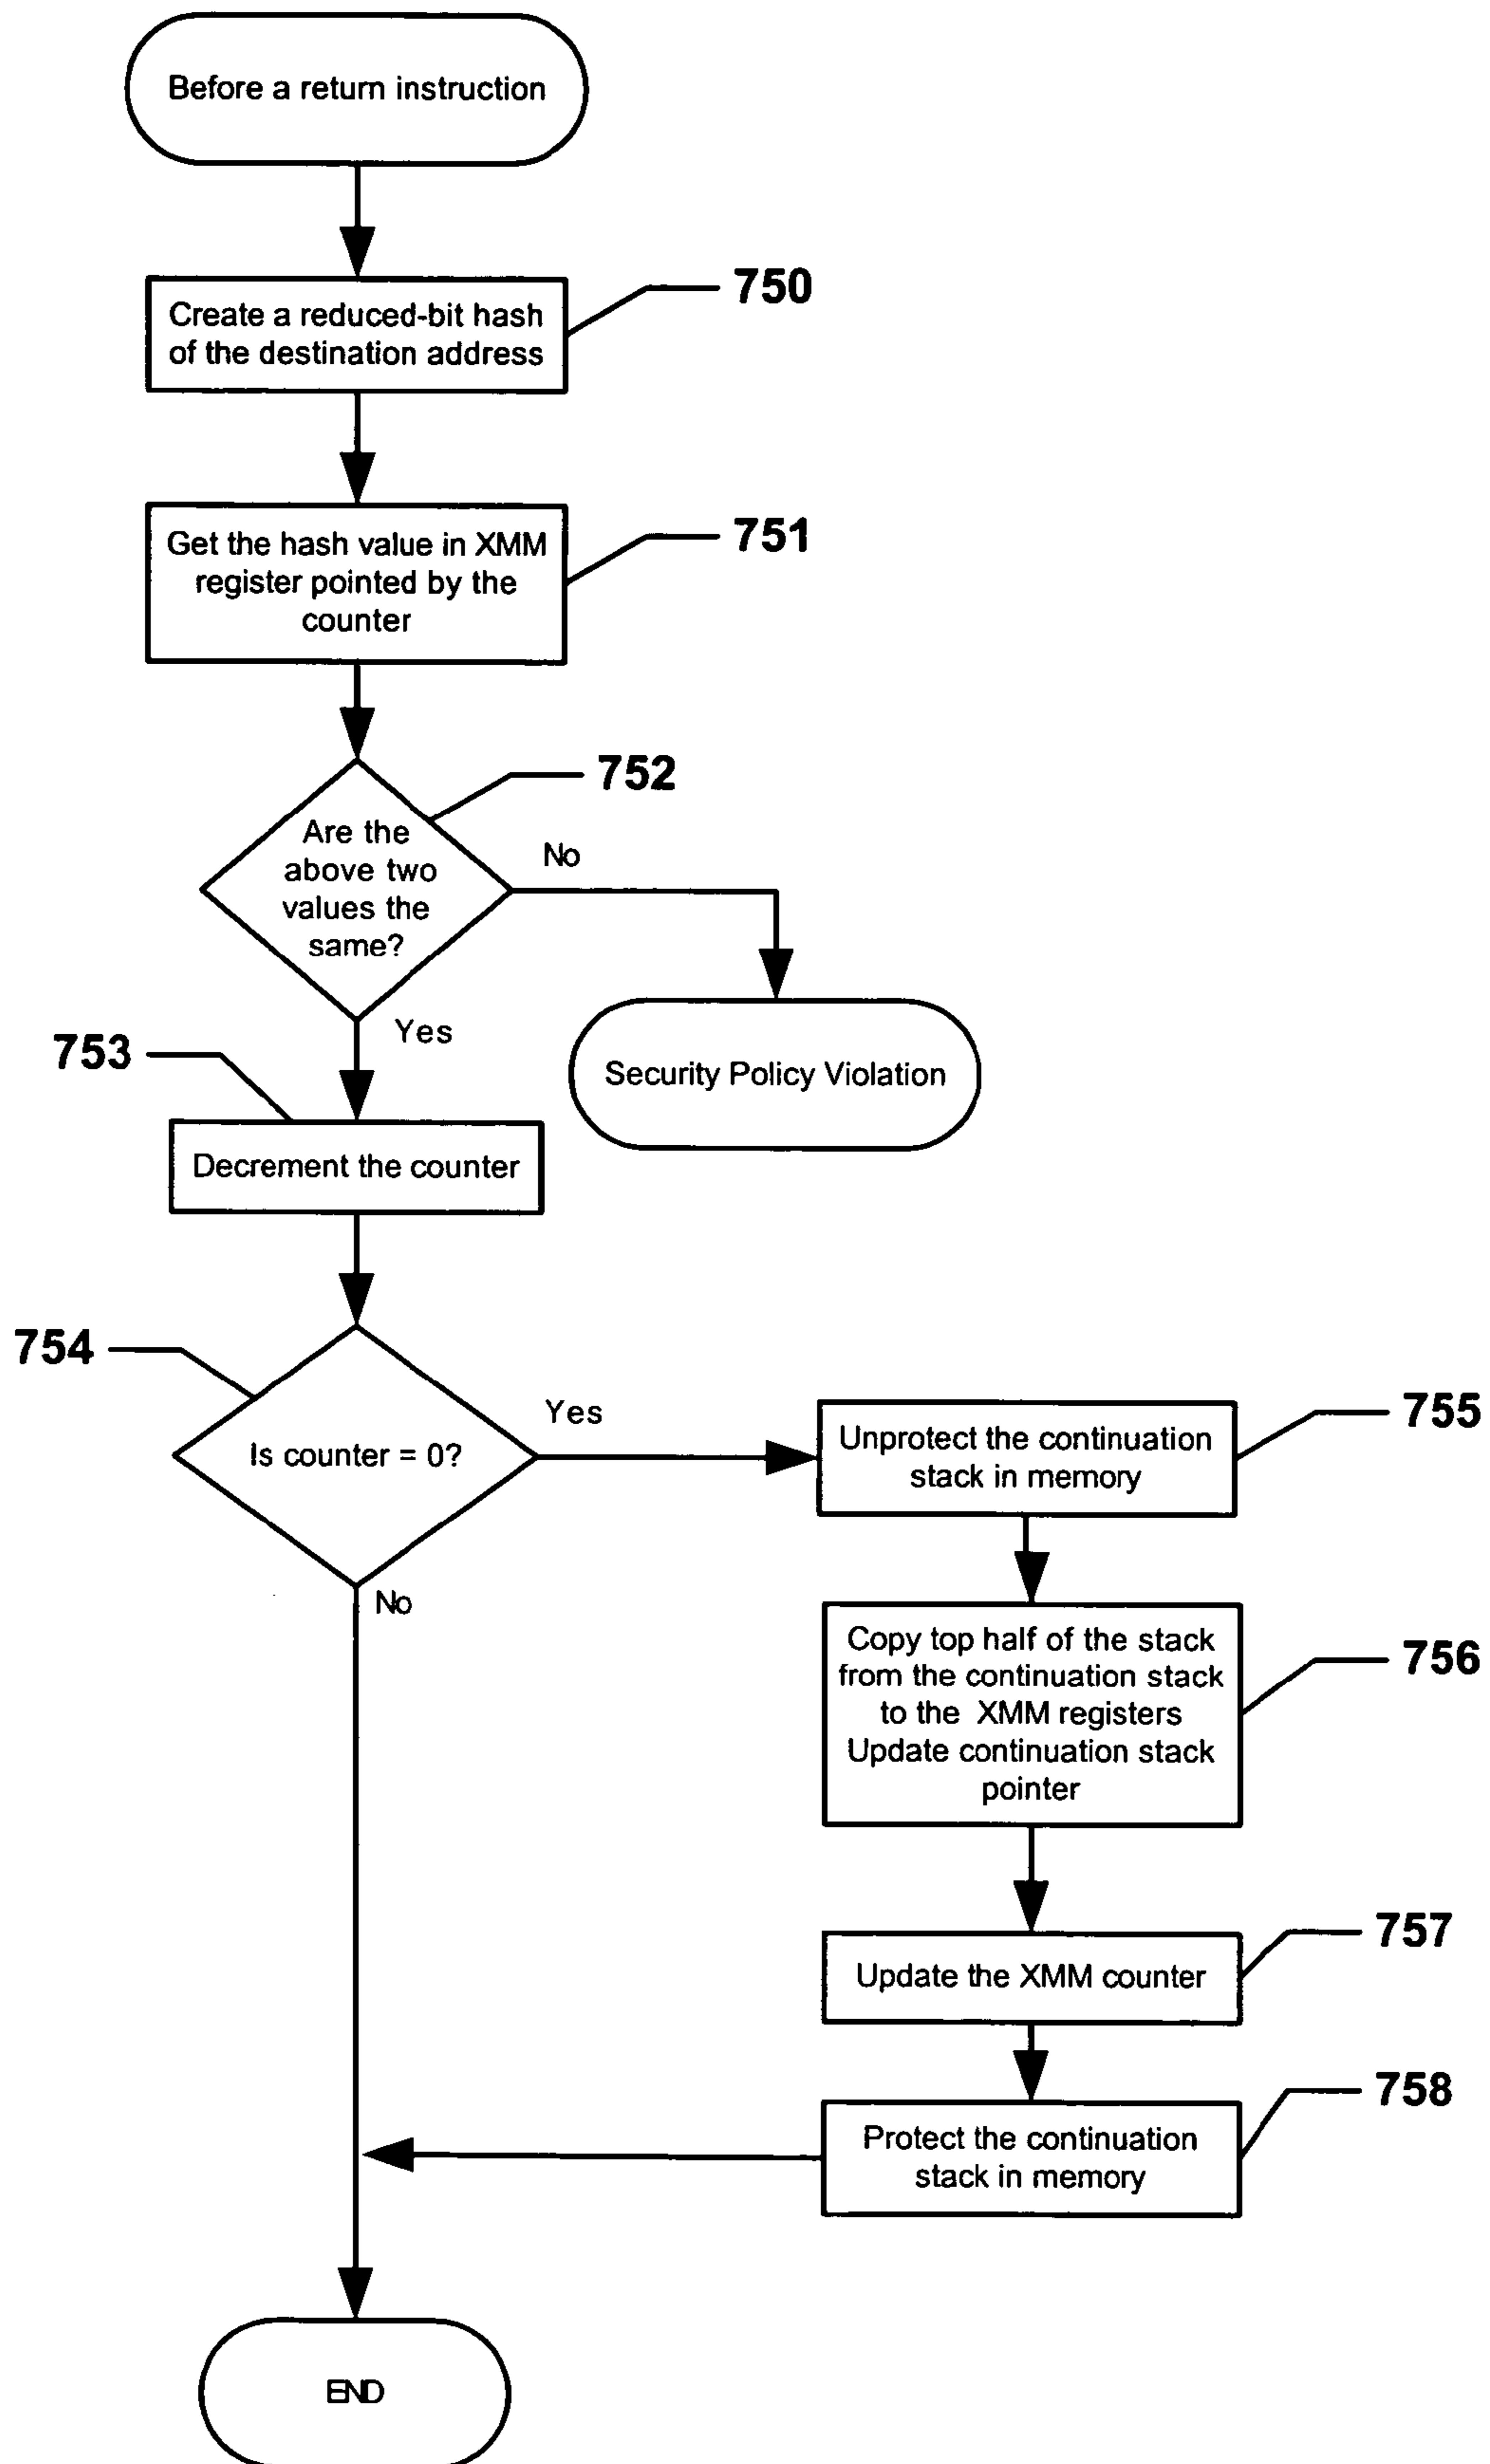 Before a return instruction
750
Create a reduced-bit hash
of the destination address
751
Get the hash value in XMM
register pointed by the
counter
752
Are the
above two
values the
same?
No
Yes
Security Policy Violation
753
Decrement the counter
754
Is counter = 0?
Yes
No
755
Unprotect the continuation
stack in memory
756
Copy top half of the stack
from the continuation stack
to the XMM registers
Update continuation stack
pointer
757
Update the XMM counter
758
Protect the continuation
stack in memory
END